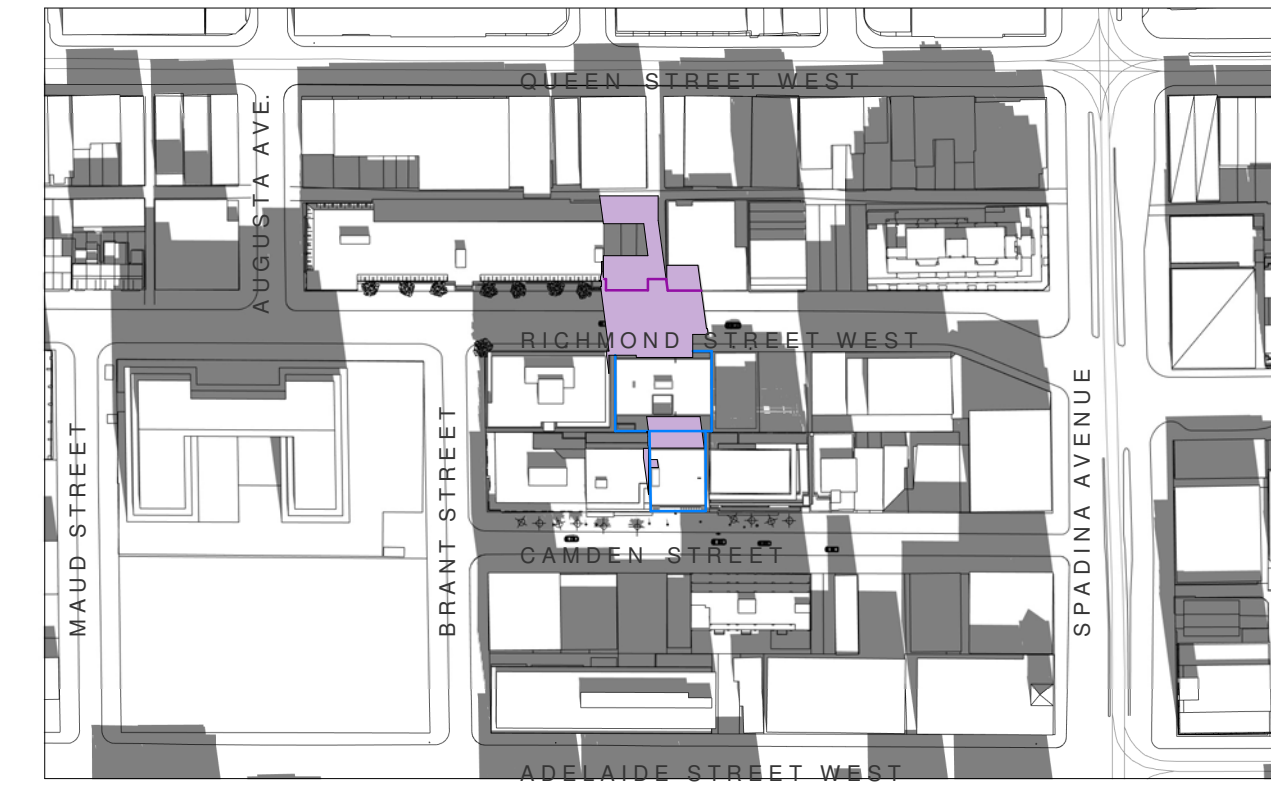 QUEEN STREET WEST
AUGUSTA AVE.
RICHMOND STREET WEST
MAUD STREET
BRANT STREET
SPADINA AVENUE
CAMDEN STREET
ADELAIDE STREET WEST